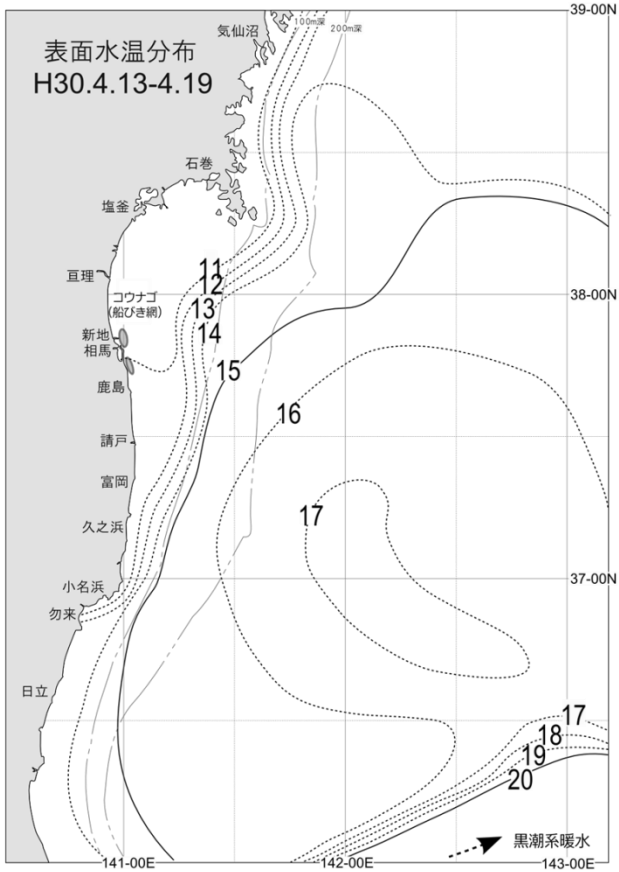 39-00N
気仙沼
100m深
200m深
表面水温分布
H30.4.13-4.19
石巻
塩釜
亘理
11
12
コウナゴ
(船びき網)
13
38-00N
新地
14
相馬
15
鹿島
16
請戸
富岡
17
久之浜
小名浜
37-00N
勿来
日立
17
18
19
20
黒潮系暖水
141-00E
142-00E
143-00E